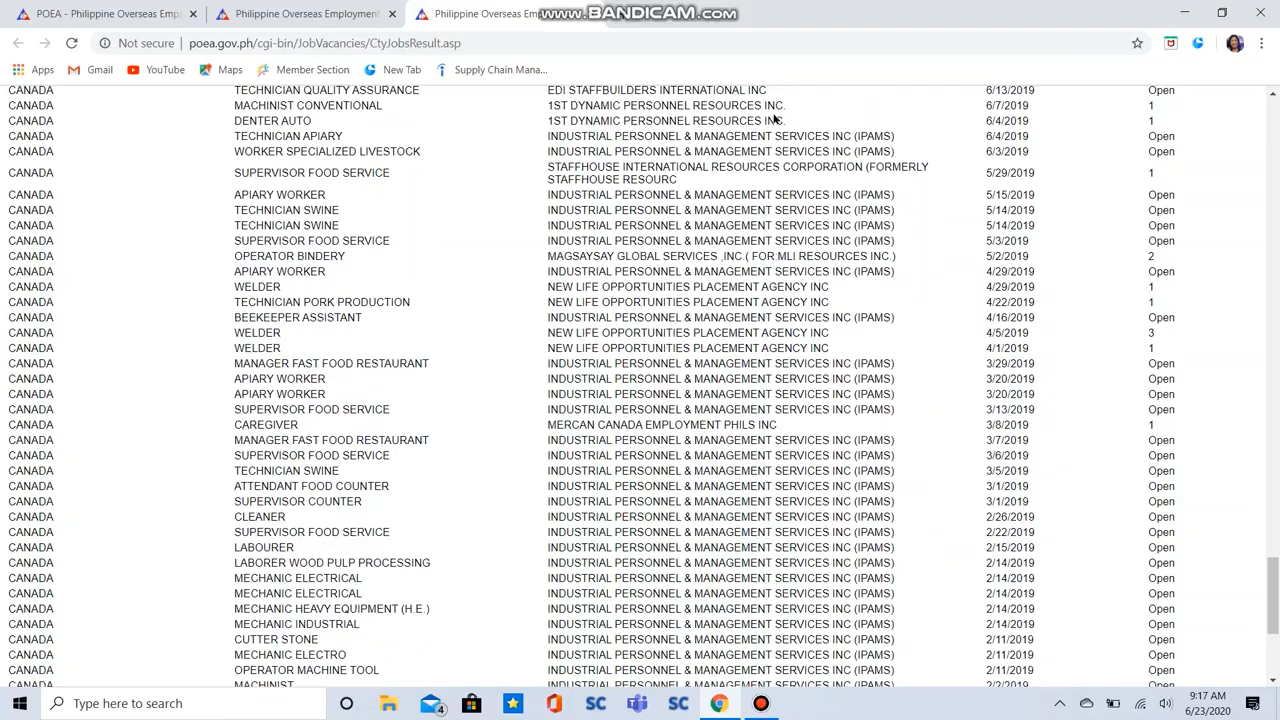 POEA - Philippine Overseas Empl
Philippine Overseas Employment
Philippine Overseas Emp
WWW.BANDICAM.COM
Not secure
poea.gov.ph/cgi-bin/JobVacancies/CtyJobsResult.asp
Apps Gmail YouTube Maps Member Section New Tab Supply Chain Mana...
CANADA TECHNICIAN QUALITY ASSURANCE EDI STAFFBUILDERS INTERNATIONAL INC 6/13/2019 Open
CANADA MACHINIST CONVENTIONAL 1ST DYNAMIC PERSONNEL RESOURCES INC. 6/7/2019 1
CANADA DENTER AUTO 1ST DYNAMIC PERSONNEL RESOURCES INC. 6/4/2019 1
CANADA TECHNICIAN APIARY INDUSTRIAL PERSONNEL & MANAGEMENT SERVICES INC (IPAMS) 6/4/2019 Open
CANADA WORKER SPECIALIZED LIVESTOCK INDUSTRIAL PERSONNEL & MANAGEMENT SERVICES INC (IPAMS) 6/3/2019 Open
CANADA SUPERVISOR FOOD SERVICE STAFFHOUSE INTERNATIONAL RESOURCES CORPORATION (FORMERLY 5/29/2019 1
STAFFHOUSE RESOURC
CANADA APIARY WORKER INDUSTRIAL PERSONNEL & MANAGEMENT SERVICES INC (IPAMS) 5/15/2019 Open
CANADA TECHNICIAN SWINE INDUSTRIAL PERSONNEL & MANAGEMENT SERVICES INC (IPAMS) 5/14/2019 Open
CANADA TECHNICIAN SWINE INDUSTRIAL PERSONNEL & MANAGEMENT SERVICES INC (IPAMS) 5/14/2019 Open
CANADA SUPERVISOR FOOD SERVICE INDUSTRIAL PERSONNEL & MANAGEMENT SERVICES INC (IPAMS) 5/3/2019 Open
CANADA OPERATOR BINDERY MAGSAYSAY GLOBAL SERVICES ,INC.( FOR:MLI RESOURCES INC.) 5/2/2019 2
CANADA APIARY WORKER INDUSTRIAL PERSONNEL & MANAGEMENT SERVICES INC (IPAMS) 4/29/2019 Open
CANADA WELDER NEW LIFE OPPORTUNITIES PLACEMENT AGENCY INC 4/29/2019 1
CANADA TECHNICIAN PORK PRODUCTION NEW LIFE OPPORTUNITIES PLACEMENT AGENCY INC 4/22/2019 1
CANADA BEEKEEPER ASSISTANT INDUSTRIAL PERSONNEL & MANAGEMENT SERVICES INC (IPAMS) 4/16/2019 Open
CANADA WELDER NEW LIFE OPPORTUNITIES PLACEMENT AGENCY INC 4/5/2019 3
CANADA WELDER NEW LIFE OPPORTUNITIES PLACEMENT AGENCY INC 4/1/2019 1
CANADA MANAGER FAST FOOD RESTAURANT INDUSTRIAL PERSONNEL & MANAGEMENT SERVICES INC (IPAMS) 3/29/2019 Open
CANADA APIARY WORKER INDUSTRIAL PERSONNEL & MANAGEMENT SERVICES INC (IPAMS) 3/20/2019 Open
CANADA APIARY WORKER INDUSTRIAL PERSONNEL & MANAGEMENT SERVICES INC (IPAMS) 3/20/2019 Open
CANADA SUPERVISOR FOOD SERVICE INDUSTRIAL PERSONNEL & MANAGEMENT SERVICES INC (IPAMS) 3/13/2019 Open
CANADA CAREGIVER MERCAN CANADA EMPLOYMENT PHILS INC 3/8/2019 1
CANADA MANAGER FAST FOOD RESTAURANT INDUSTRIAL PERSONNEL & MANAGEMENT SERVICES INC (IPAMS) 3/7/2019 Open
CANADA SUPERVISOR FOOD SERVICE INDUSTRIAL PERSONNEL & MANAGEMENT SERVICES INC (IPAMS) 3/6/2019 Open
CANADA TECHNICIAN SWINE INDUSTRIAL PERSONNEL & MANAGEMENT SERVICES INC (IPAMS) 3/5/2019 Open
CANADA ATTENDANT FOOD COUNTER INDUSTRIAL PERSONNEL & MANAGEMENT SERVICES INC (IPAMS) 3/1/2019 Open
CANADA SUPERVISOR COUNTER INDUSTRIAL PERSONNEL & MANAGEMENT SERVICES INC (IPAMS) 3/1/2019 Open
CANADA CLEANER INDUSTRIAL PERSONNEL & MANAGEMENT SERVICES INC (IPAMS) 2/26/2019 Open
CANADA SUPERVISOR FOOD SERVICE INDUSTRIAL PERSONNEL & MANAGEMENT SERVICES INC (IPAMS) 2/22/2019 Open
CANADA LABOURER INDUSTRIAL PERSONNEL & MANAGEMENT SERVICES INC (IPAMS) 2/15/2019 Open
CANADA LABORER WOOD PULP PROCESSING INDUSTRIAL PERSONNEL & MANAGEMENT SERVICES INC (IPAMS) 2/14/2019 Open
CANADA MECHANIC ELECTRICAL INDUSTRIAL PERSONNEL & MANAGEMENT SERVICES INC (IPAMS) 2/14/2019 Open
CANADA MECHANIC ELECTRICAL INDUSTRIAL PERSONNEL & MANAGEMENT SERVICES INC (IPAMS) 2/14/2019 Open
CANADA MECHANIC HEAVY EQUIPMENT (H.E.) INDUSTRIAL PERSONNEL & MANAGEMENT SERVICES INC (IPAMS) 2/14/2019 Open
CANADA MECHANIC INDUSTRIAL INDUSTRIAL PERSONNEL & MANAGEMENT SERVICES INC (IPAMS) 2/14/2019 Open
CANADA CUTTER STONE INDUSTRIAL PERSONNEL & MANAGEMENT SERVICES INC (IPAMS) 2/11/2019 Open
CANADA MECHANIC ELECTRO INDUSTRIAL PERSONNEL & MANAGEMENT SERVICES INC (IPAMS) 2/11/2019 Open
CANADA OPERATOR MACHINE TOOL INDUSTRIAL PERSONNEL & MANAGEMENT SERVICES INC (IPAMS) 2/11/2019 Open
CANADA MACHINIST INDUSTRIAL PERSONNEL & MANAGEMENT SERVICES INC (IPAMS) 2/2/2019 Open
Type here to search
4
SC
SC
9:17 AM
6/23/2020